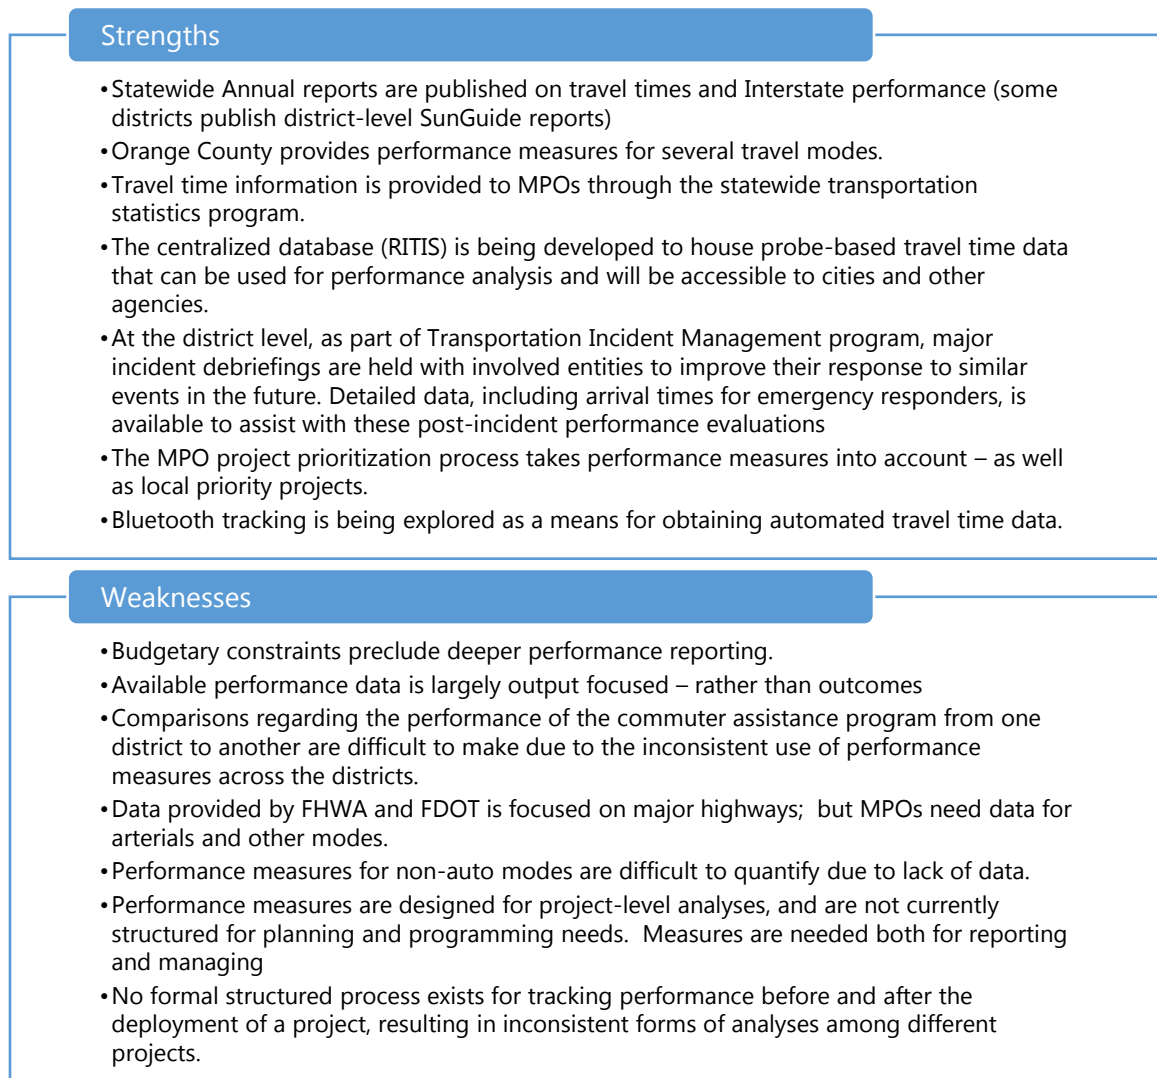 Strengths
•Statewide Annual reports are published on travel times and Interstate performance (some
districts publish district-level SunGuide reports)
•Orange County provides performance measures for several travel modes.
•Travel time information is provided to MPOs through the statewide transportation
statistics program.
•The centralized database (RITIS) is being developed to house probe-based travel time data
that can be used for performance analysis and will be accessible to cities and other
agencies.
•At the district level, as part of Transportation Incident Management program, major
incident debriefings are held with involved entities to improve their response to similar
events in the future. Detailed data, including arrival times for emergency responders, is
available to assist with these post-incident performance evaluations
•The MPO project prioritization process takes performance measures into account – as well
as local priority projects.
•Bluetooth tracking is being explored as a means for obtaining automated travel time data.
Weaknesses
•Budgetary constraints preclude deeper performance reporting.
•Available performance data is largely output focused – rather than outcomes
•Comparisons regarding the performance of the commuter assistance program from one
district to another are difficult to make due to the inconsistent use of performance
measures across the districts.
•Data provided by FHWA and FDOT is focused on major highways;  but MPOs need data for
arterials and other modes.
•Performance measures for non-auto modes are difficult to quantify due to lack of data.
•Performance measures are designed for project-level analyses, and are not currently
structured for planning and programming needs.  Measures are needed both for reporting
and managing
•No formal structured process exists for tracking performance before and after the
deployment of a project, resulting in inconsistent forms of analyses among different
projects.